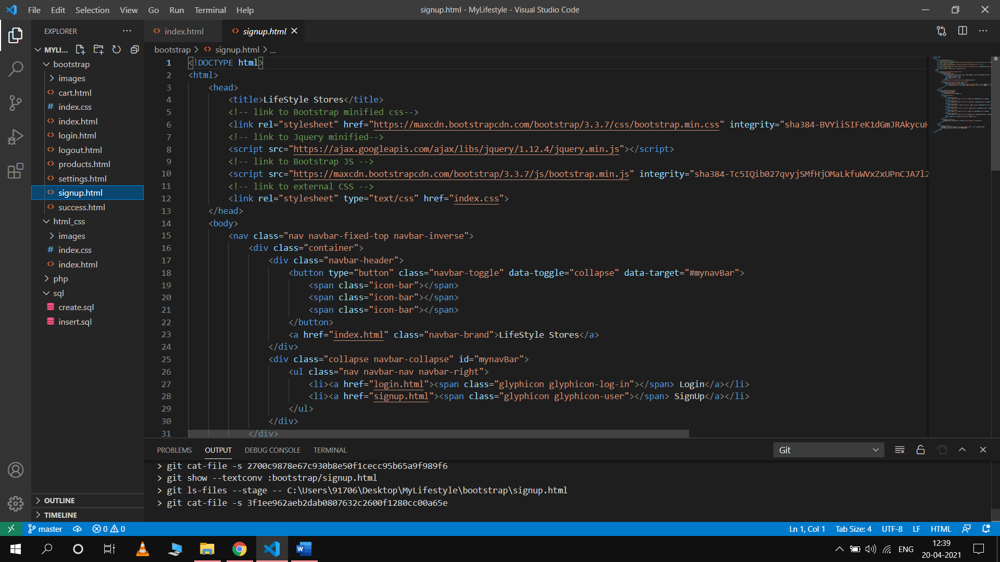 File Edit Selection View Go Run Terminal Help
signup.html - MyLifestyle - Visual Studio Code
EXPLORER
MYLI...
bootstrap
images
cart.html
index.css
index.html
login.html
logout.html
products.html
settings.html
signup.html
success.html
html_css
images
index.css
index.html
php
sql
create.sql
insert.sql
OUTLINE
TIMELINE
index.html
signup.html
bootstrap > signup.html > ...
1 <!DOCTYPE html>
2 <html>
3 <head>
4 <title>LifeStyle Stores</title>
5 <!-- link to Bootstrap minified css-->
6 <link rel="stylesheet" href="https://maxcdn.bootstrapcdn.com/bootstrap/3.3.7/css/bootstrap.min.css" integrity="sha384-BVYiiSIFeK1dGmJRAkycuH
7 <!-- link to Jquery minified-->
8 <script src="https://ajax.googleapis.com/ajax/libs/jquery/1.12.4/jquery.min.js"></script>
9 <!-- link to Bootstrap JS -->
10 <script src="https://maxcdn.bootstrapcdn.com/bootstrap/3.3.7/js/bootstrap.min.js" integrity="sha384-Tc5IQib027qvyjSMfHjOMaLkfuWVxZxUPnCJA7l2
11 <!-- link to external CSS -->
12 <link rel="stylesheet" type="text/css" href="index.css">
13 </head>
14 <body>
15 <nav class="nav navbar-fixed-top navbar-inverse">
16 <div class="container">
17 <div class="navbar-header">
18 <button type="button" class="navbar-toggle" data-toggle="collapse" data-target="#mynavBar">
19 <span class="icon-bar"></span>
20 <span class="icon-bar"></span>
21 <span class="icon-bar"></span>
22 </button>
23 <a href="index.html" class="navbar-brand">LifeStyle Stores</a>
24 </div>
25 <div class="collapse navbar-collapse" id="mynavBar">
26 <ul class="nav navbar-nav navbar-right">
27 <li><a href="login.html"><span class="glyphicon glyphicon-log-in"></span> Login</a></li>
28 <li><a href="signup.html"><span class="glyphicon glyphicon-user"></span> SignUp</a></li>
29 </ul>
30 </div>
31 </div>
PROBLEMS OUTPUT DEBUG CONSOLE TERMINAL
Git
> git cat-file -s 2700c9878e67c930b8e50f1cecc95b65a9f989f6
> git show --textconv :bootstrap/signup.html
> git ls-files --stage -- C:\Users\91706\Desktop\MyLifestyle\bootstrap\signup.html
> git cat-file -s 3f1ee962aeb2dab0807632c2600f1280cc00a65e
master 0 0
Ln 1, Col 1 Tab Size: 4 UTF-8 LF HTML
ENG
12:39
20-04-2021